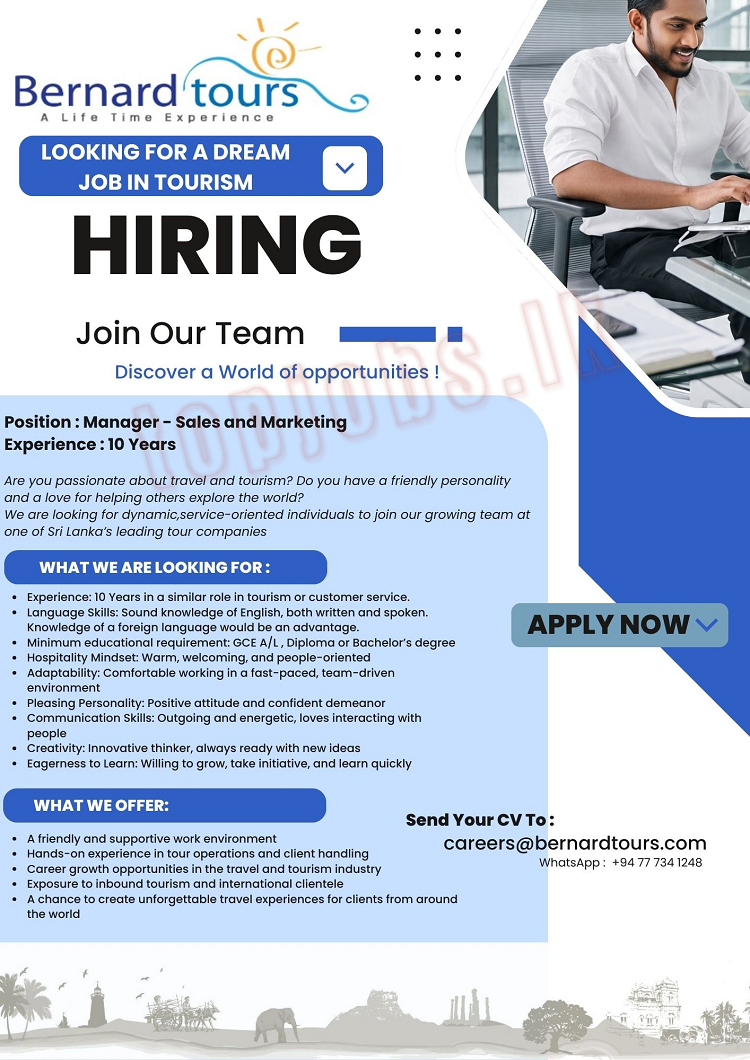 Bernard tours
A Life Time Experience
LOOKING FOR A DREAM
JOB IN TOURISM
HIRING
Join Our Team
Discover a World of opportunities !
topjobs.lk
Position : Manager - Sales and Marketing
Experience : 10 Years
Are you passionate about travel and tourism? Do you have a friendly personality
and a love for helping others explore the world?
We are looking for dynamic,service-oriented individuals to join our growing team at
one of Sri Lanka's leading tour companies
WHAT WE ARE LOOKING FOR :
• Experience: 10 Years in a similar role in tourism or customer service.
• Language Skills: Sound knowledge of English, both written and spoken.
Knowledge of a foreign language would be an advantage.
• Minimum educational requirement: GCE A/L , Diploma or Bachelor's degree
• Hospitality Mindset: Warm, welcoming, and people-oriented
• Adaptability: Comfortable working in a fast-paced, team-driven
environment
• Pleasing Personality: Positive attitude and confident demeanor
• Communication Skills: Outgoing and energetic, loves interacting with
people
• Creativity: Innovative thinker, always ready with new ideas
• Eagerness to Learn: Willing to grow, take initiative, and learn quickly
APPLY NOW
WHAT WE OFFER:
• A friendly and supportive work environment
• Hands-on experience in tour operations and client handling
• Career growth opportunities in the travel and tourism industry
• Exposure to inbound tourism and international clientele
• A chance to create unforgettable travel experiences for clients from around
the world
Send Your CV To :
careers@bernardtours.com
WhatsApp : +94 77 734 1248